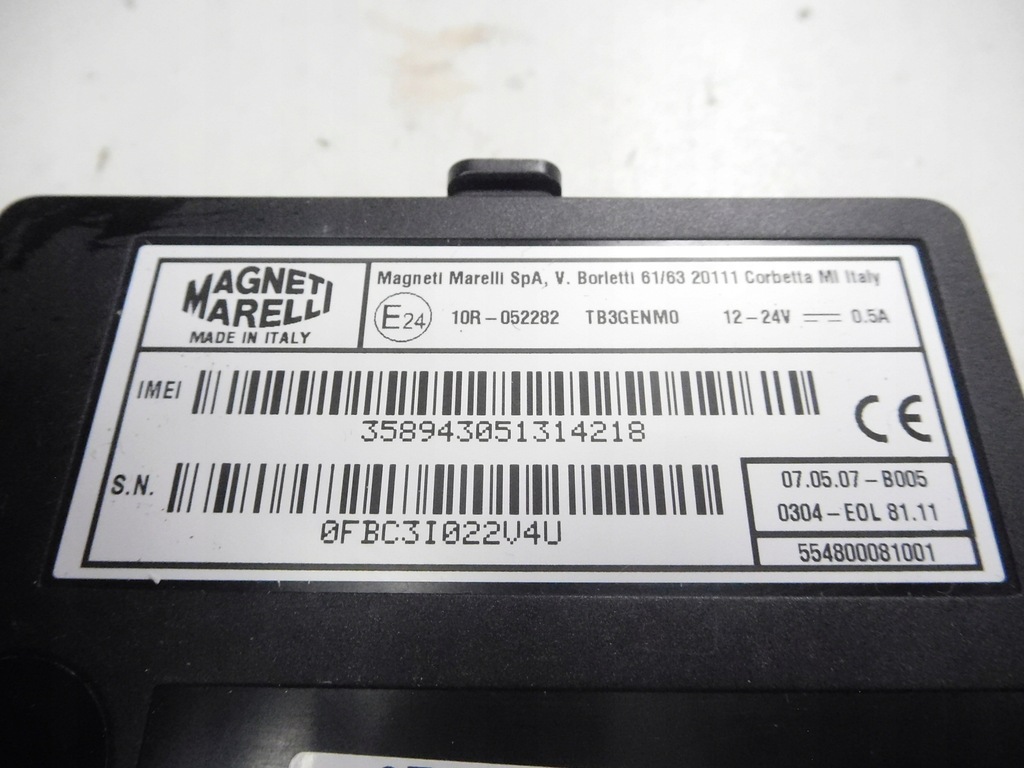 MAGNETI
MARELLI
MADE IN ITALY
Magneti Marelli SpA, V. Borletti 61/63 20111 Corbetta MI Italy
E24 10R-052282 TB3GENM0 12-24V 0.5A
IMEI
358943051314218
CE
S.N.
0FBC3I022V4U
07.05.07-B005
0304-EOL 81.11
554800081001